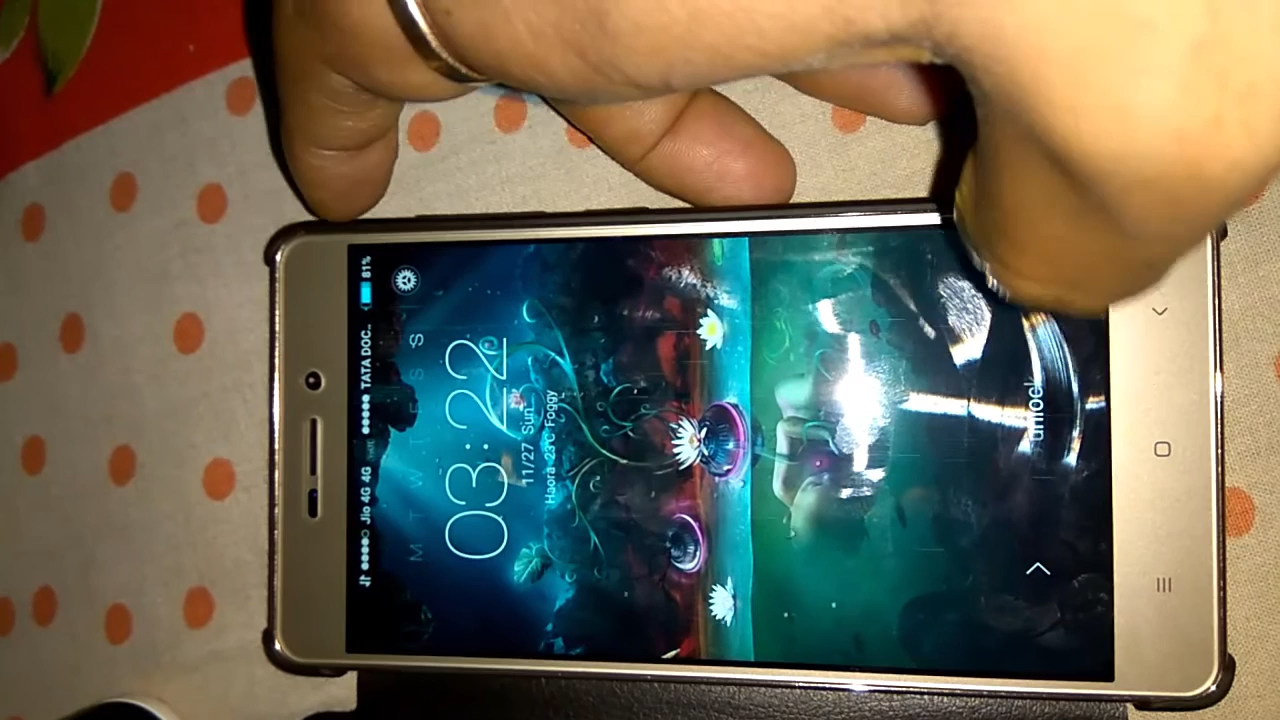 Jio 4G 4G TATA DOC.. 81%
M T W T F S S
03:22
11/27 Sun
Haora 23°C Foggy
unlock